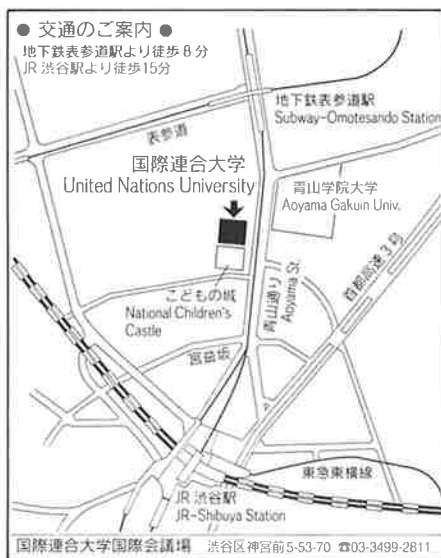 ● 交通のご案内 ●
地下鉄表参道駅より徒歩8分
JR 渋谷駅より徒歩15分
地下鉄表参道駅
Subway-Omotesando Station
表参道
国際連合大学
United Nations University
青山学院大学
Aoyama Gakuin Univ.
こどもの城
National Children's
Castle
青山通り
Aoyama St.
首都高速3号
宮益坂
東急東横線
JR 渋谷駅
JR-Shibuya Station
国際連合大学国際会議場 渋谷区神宮前5-53-70 ☎03-3499-2811